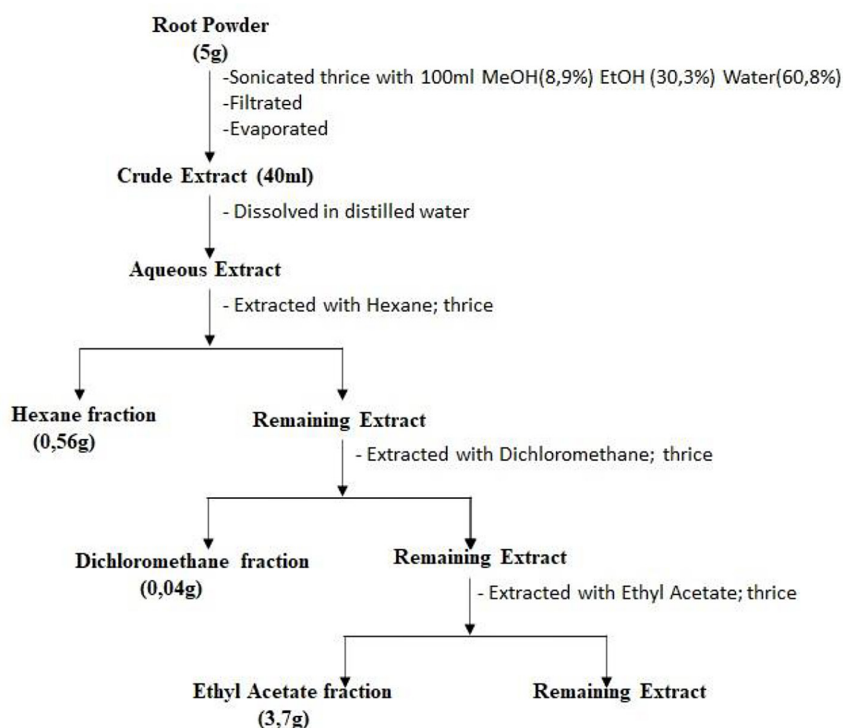 Root Powder
(5g)
-Sonicated thrice with 100ml MeOH(8,9%) EtOH (30,3%) Water(60,8%)
-Filtrated
-Evaporated
Crude Extract (40ml)
- Dissolved in distilled water
Aqueous Extract
- Extracted with Hexane; thrice
Hexane fraction
(0,56g)
Remaining Extract
- Extracted with Dichloromethane; thrice
Dichloromethane fraction
(0,04g)
Remaining Extract
- Extracted with Ethyl Acetate; thrice
Ethyl Acetate fraction
(3,7g)
Remaining Extract